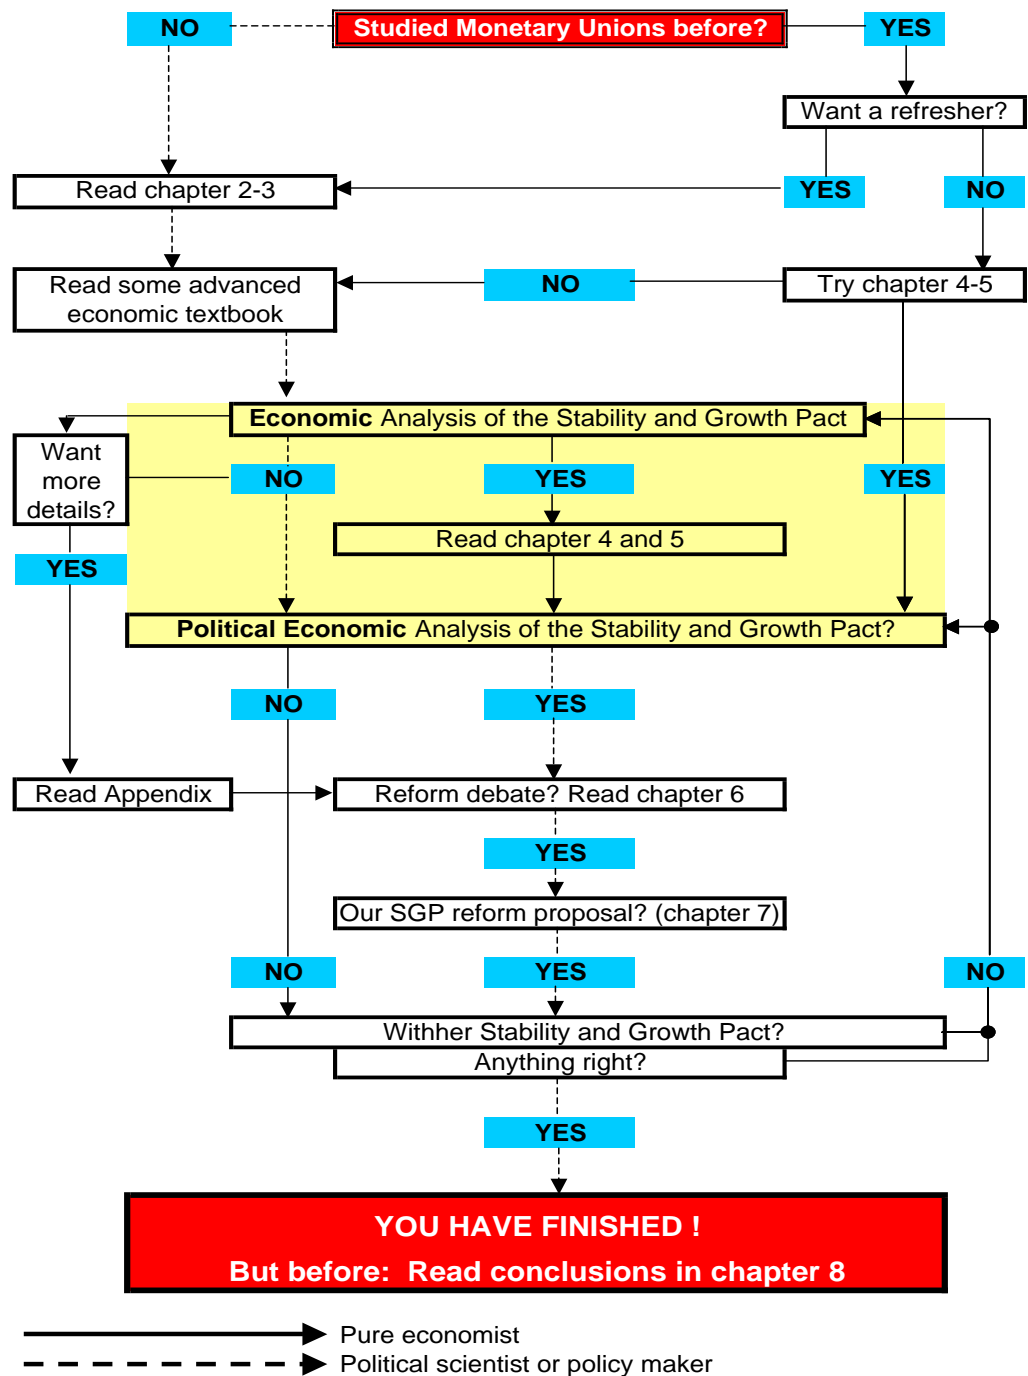 NO
Studied Monetary Unions before?
YES
Want a refresher?
Read chapter 2-3
YES
NO
Read some advanced
economic textbook
NO
Try chapter 4-5
Economic Analysis of the Stability and Growth Pact
Want
more
details?
NO
YES
YES
Read chapter 4 and 5
YES
Political Economic Analysis of the Stability and Growth Pact?
NO
YES
Read Appendix
Reform debate? Read chapter 6
YES
Our SGP reform proposal? (chapter 7)
NO
YES
NO
Withher Stability and Growth Pact?
Anything right?
YES
YOU HAVE FINISHED !
But before: Read conclusions in chapter 8
Pure economist
Political scientist or policy maker